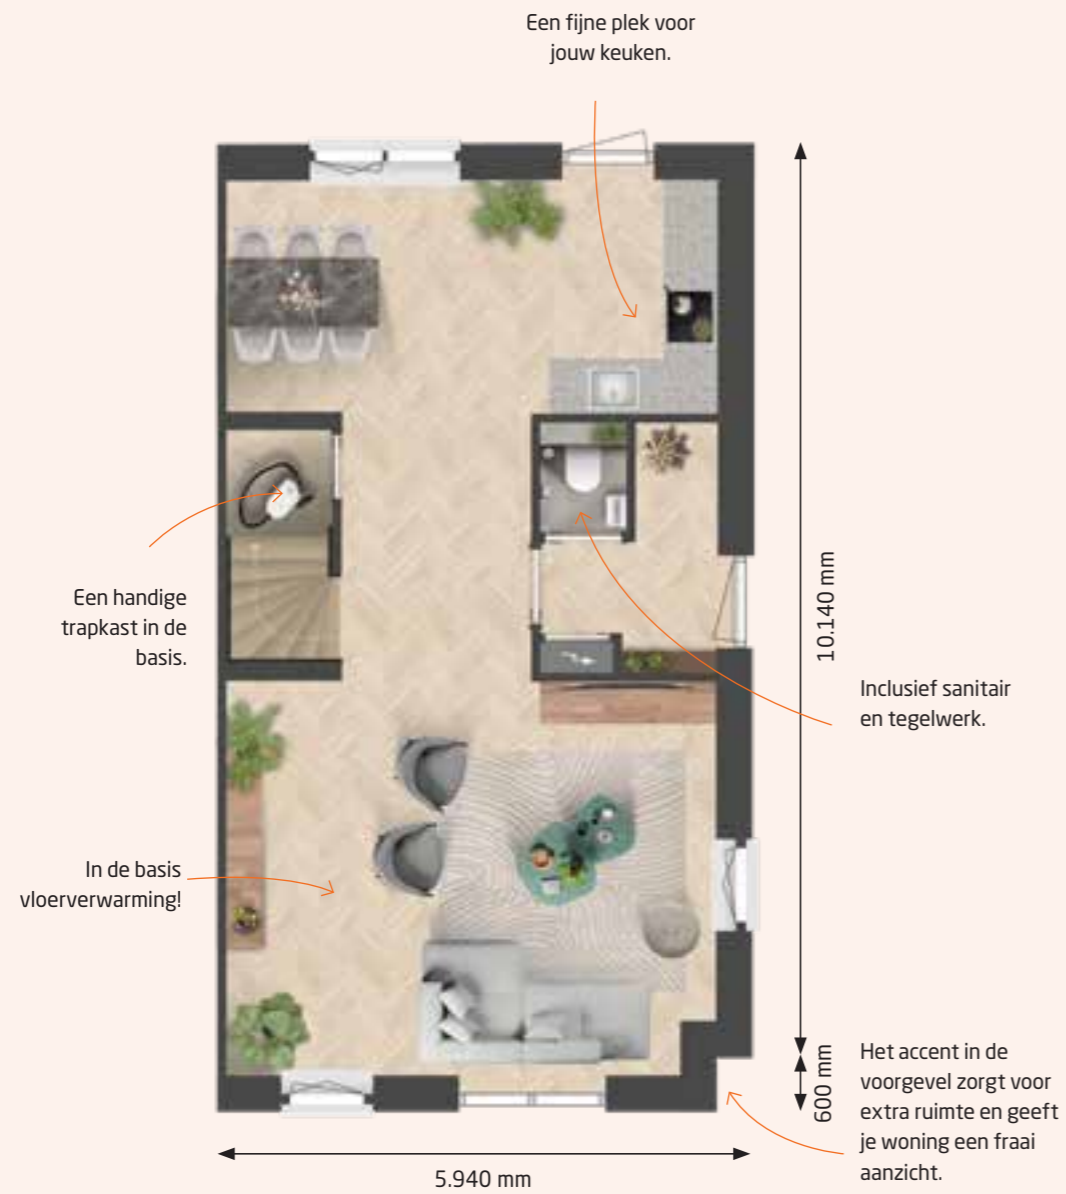 Een fijne plek voor
jouw keuken.
Een handige
trapkast in de
basis.
10.140 mm
Inclusief sanitair
en tegelwerk.
In de basis
vloerverwarming!
600 mm
Het accent in de
voorgevel zorgt voor
extra ruimte en geeft
je woning een fraai
aanzicht.
5.940 mm